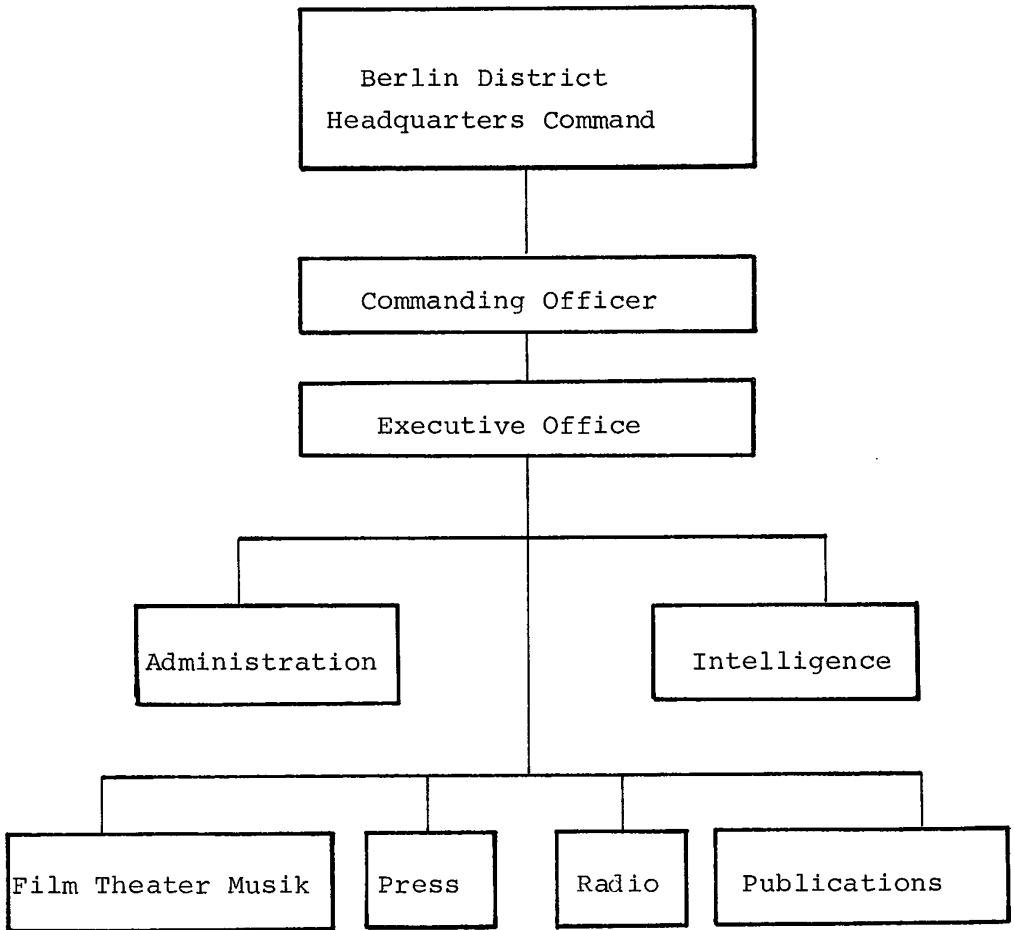 Berlin District
Headquarters Command
Commanding Officer
Executive Office
Administration
Intelligence
Film Theater Musik
Press
Radio
Publications